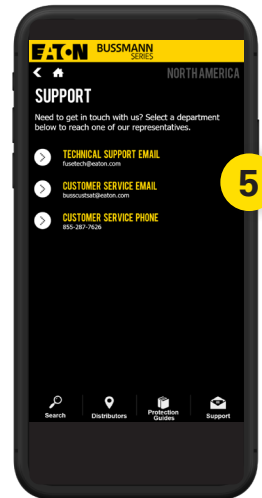 EATON BUSSMANN
SERIES
NORTH AMERICA
SUPPORT
Need to get in touch with us? Select a department
below to reach one of our representatives.
TECHNICAL SUPPORT EMAIL
fusetech@eaton.com
CUSTOMER SERVICE EMAIL
busscustsat@eaton.com
5
CUSTOMER SERVICE PHONE
855-287-7626
Search
Distributors
Protection
Guides
Support